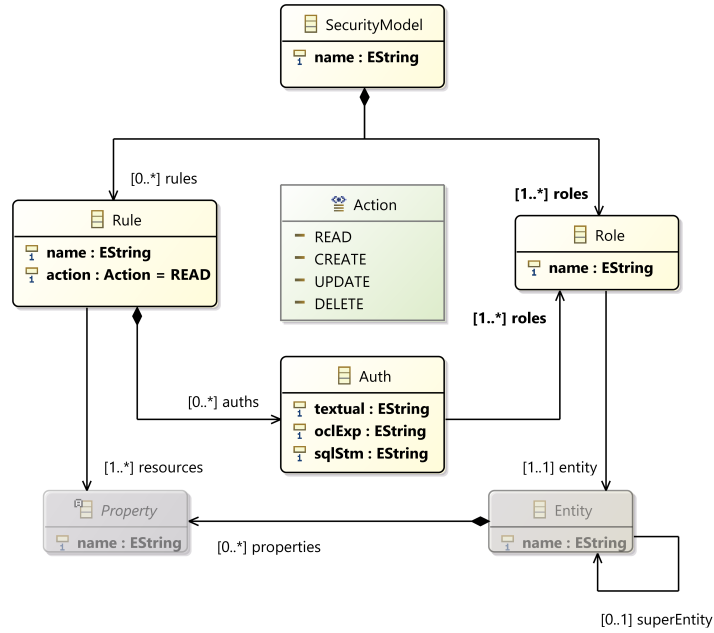 SecurityModel
name : EString
[0..*] rules
[1..*] roles
Rule
name : EString
action : Action = READ
Action
READ
CREATE
UPDATE
DELETE
Role
name : EString
[1..*] roles
Auth
textual : EString
oclExp : EString
sqlStm : EString
[0..*] auths
[1..*] resources
[1..1] entity
Property
name : EString
Entity
name : EString
[0..*] properties
[0..1] superEntity